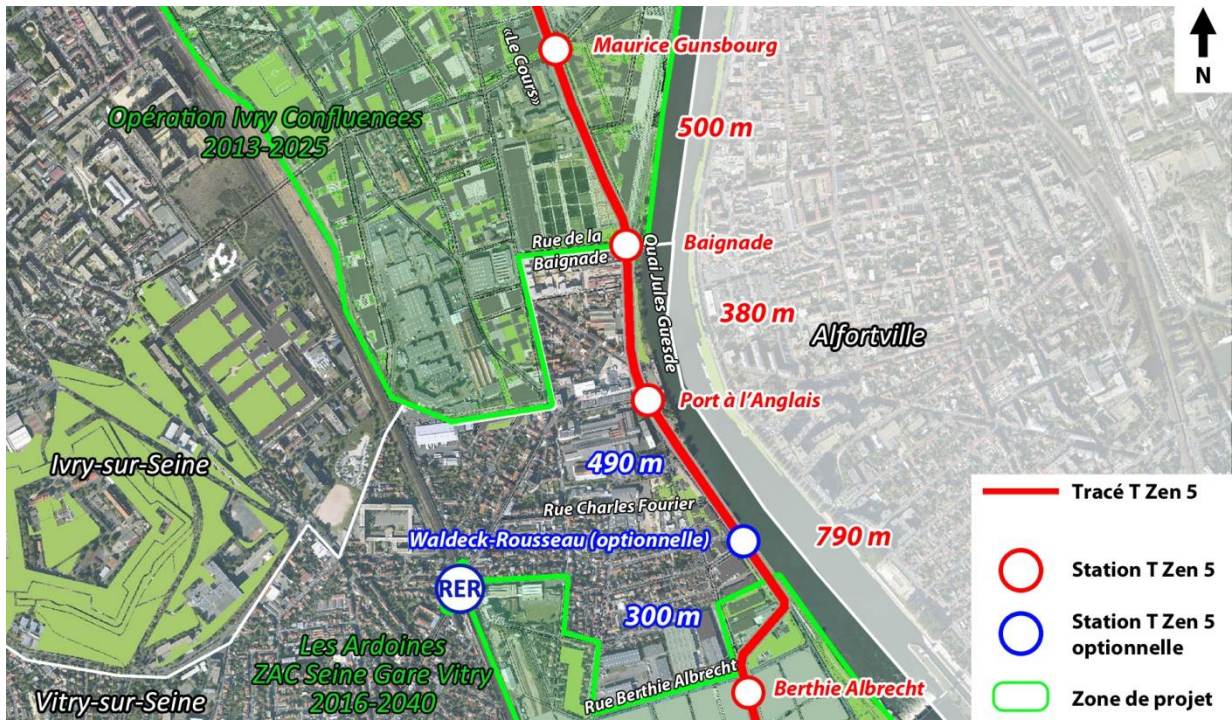 N
Maurice Gunsbourg
«Le Cours»
Opération Ivry Confluences
2013-2025
500 m
Rue de la
Baignade
Baignade
Quai Jules Guesde
380 m
Alfortville
Port à l'Anglais
Ivry-sur-Seine
490 m
Rue Charles Fourier
Waldeck-Rousseau (optionnelle)
790 m
RER
300 m
Les Ardoines
ZAC Seine Gare Vitry
2016-2040
Rue Berthie Albrecht
Berthie Albrecht
Vitry-sur-Seine
Tracé T Zen 5
Station T Zen 5
Station T Zen 5
optionnelle
Zone de projet